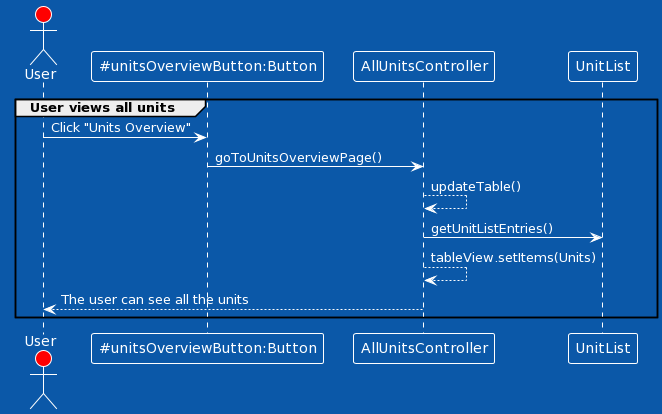 User
#unitsOverviewButton:Button
AllUnitsController
UnitList
User views all units
Click "Units Overview"
goToUnitsOverviewPage()
updateTable()
getUnitListEntries()
tableView.setItems(Units)
The user can see all the units
User
#unitsOverviewButton:Button
AllUnitsController
UnitList